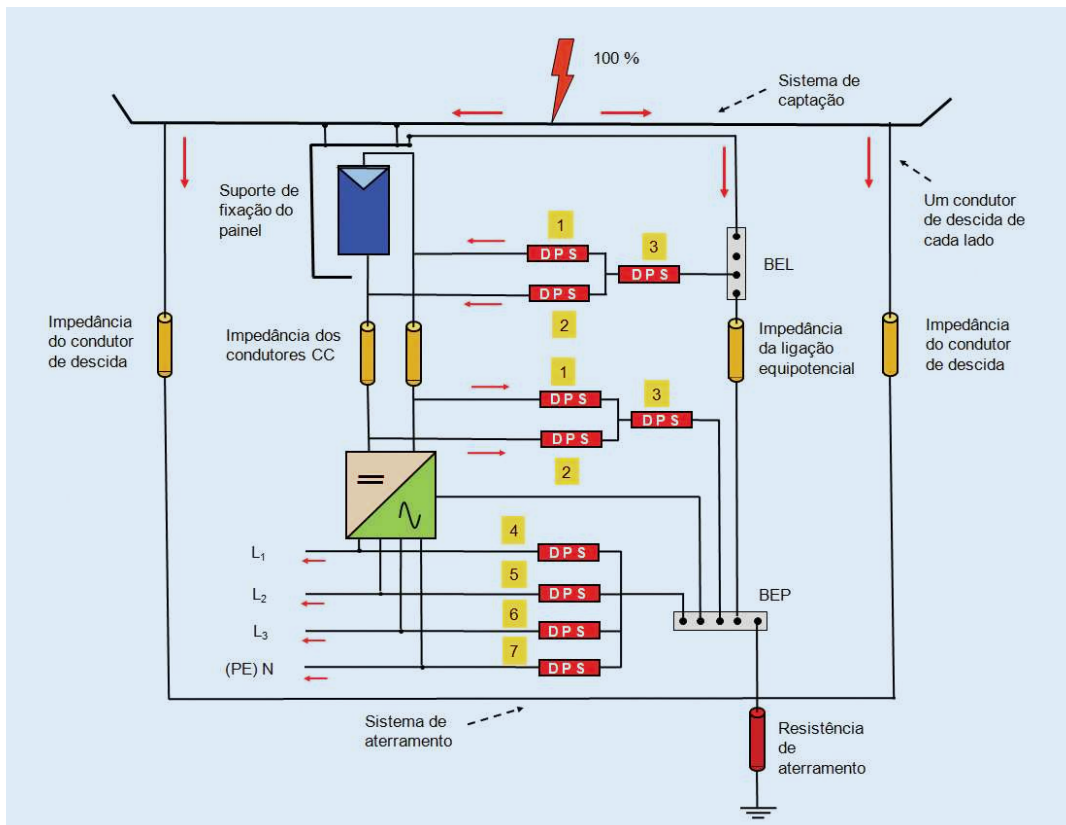 100 %
Sistema de
captação
Suporte de
fixação do
painel
Um condutor
de descida de
cada lado
1
DPS
3
DPS
BEL
DPS
2
Impedância
do condutor
de descida
Impedância dos
condutores CC
Impedância
da ligação
equipotencial
Impedância
do condutor
de descida
1
DPS
3
DPS
DPS
2
4
L1
DPS
5
L2
DPS
BEP
6
L3
DPS
7
(PE) N
DPS
Sistema de
aterramento
Resistência
de
aterramento